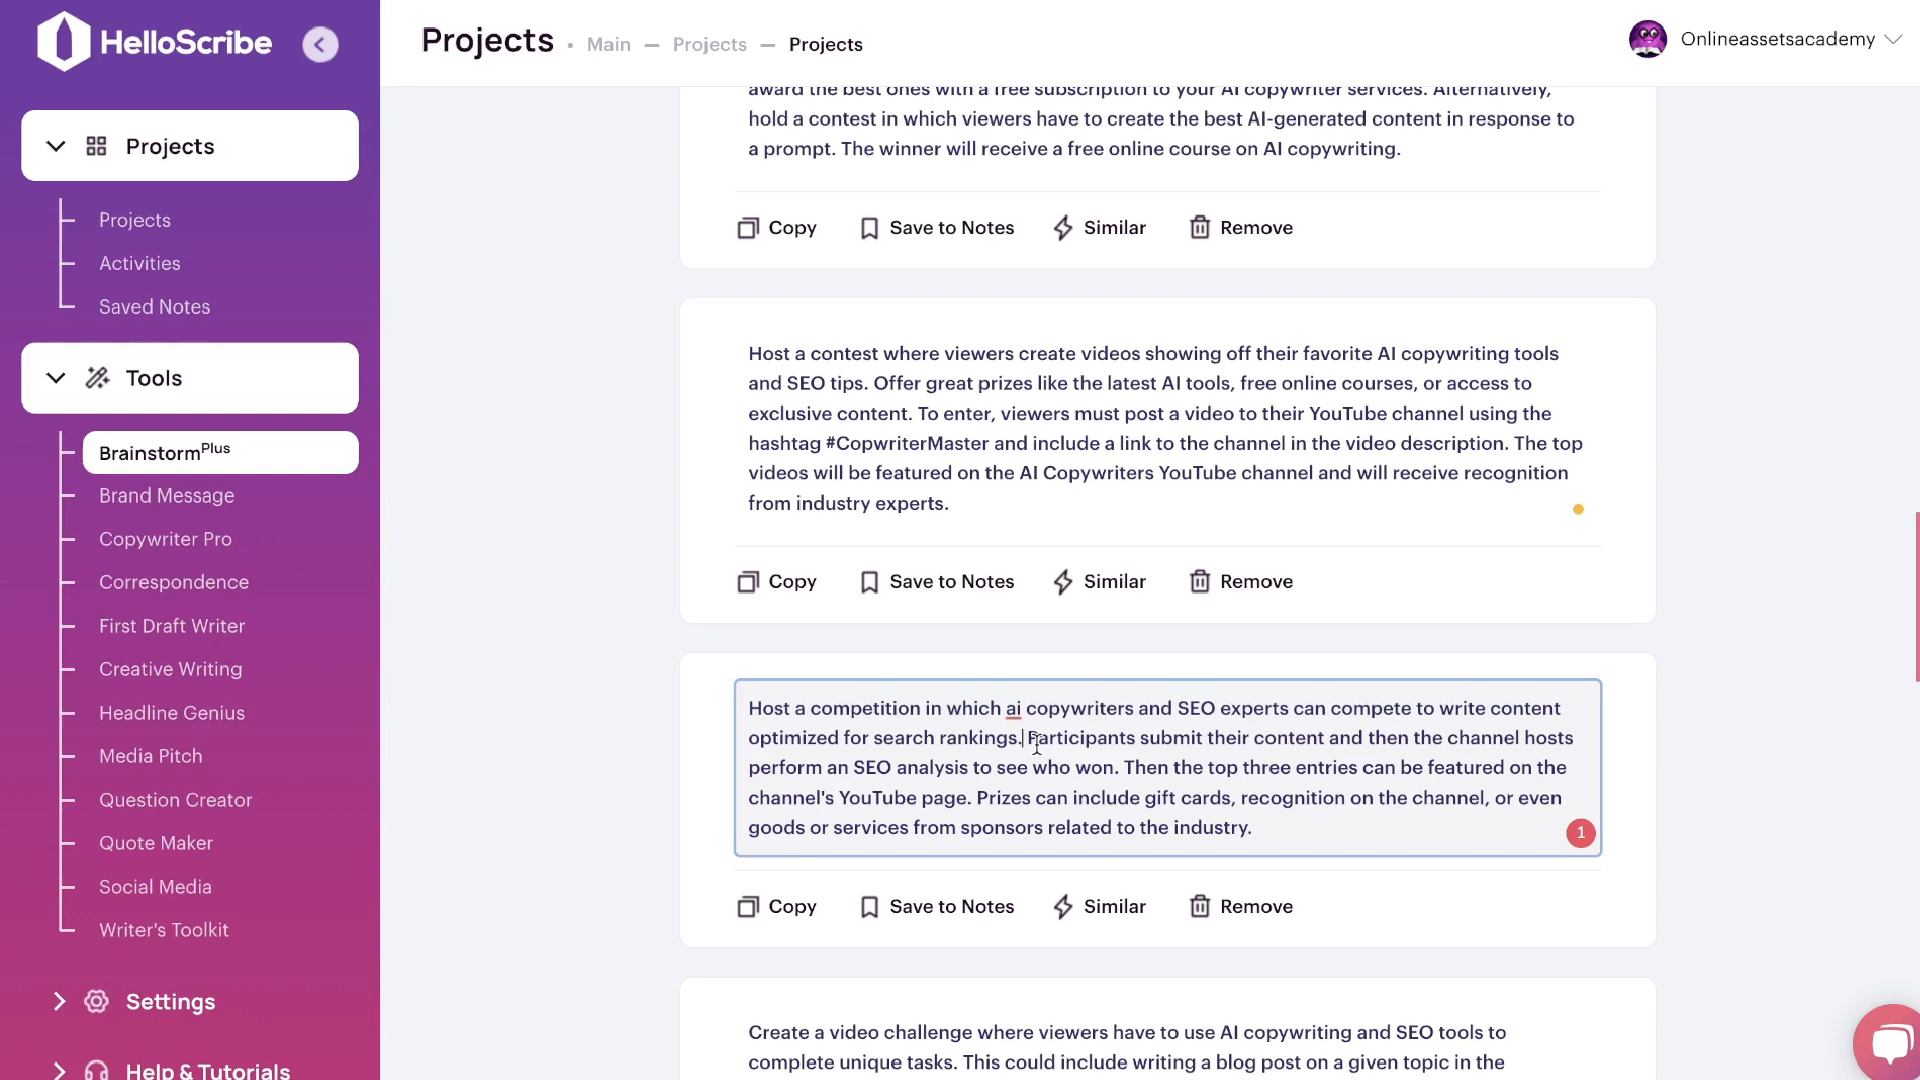 HelloScribe
Projects
Projects
Activities
Saved Notes
Tools
BrainstormPlus
Brand Message
Copywriter Pro
Correspondence
First Draft Writer
Creative Writing
Headline Genius
Media Pitch
Question Creator
Quote Maker
Social Media
Writer's Toolkit
Settings
Help & Tutorials
Projects • Main — Projects — Projects
Onlineassetsacademy
award the best ones with a free subscription to your AI copywriter services. Alternatively,
hold a contest in which viewers have to create the best AI-generated content in response to
a prompt. The winner will receive a free online course on AI copywriting.
Copy Save to Notes Similar Remove
Host a contest where viewers create videos showing off their favorite AI copywriting tools
and SEO tips. Offer great prizes like the latest AI tools, free online courses, or access to
exclusive content. To enter, viewers must post a video to their YouTube channel using the
hashtag #CopwriterMaster and include a link to the channel in the video description. The top
videos will be featured on the AI Copywriters YouTube channel and will receive recognition
from industry experts.
Copy Save to Notes Similar Remove
Host a competition in which ai copywriters and SEO experts can compete to write content
optimized for search rankings. Participants submit their content and then the channel hosts
perform an SEO analysis to see who won. Then the top three entries can be featured on the
channel's YouTube page. Prizes can include gift cards, recognition on the channel, or even
goods or services from sponsors related to the industry.
1
Copy Save to Notes Similar Remove
Create a video challenge where viewers have to use AI copywriting and SEO tools to
complete unique tasks. This could include writing a blog post on a given topic in the